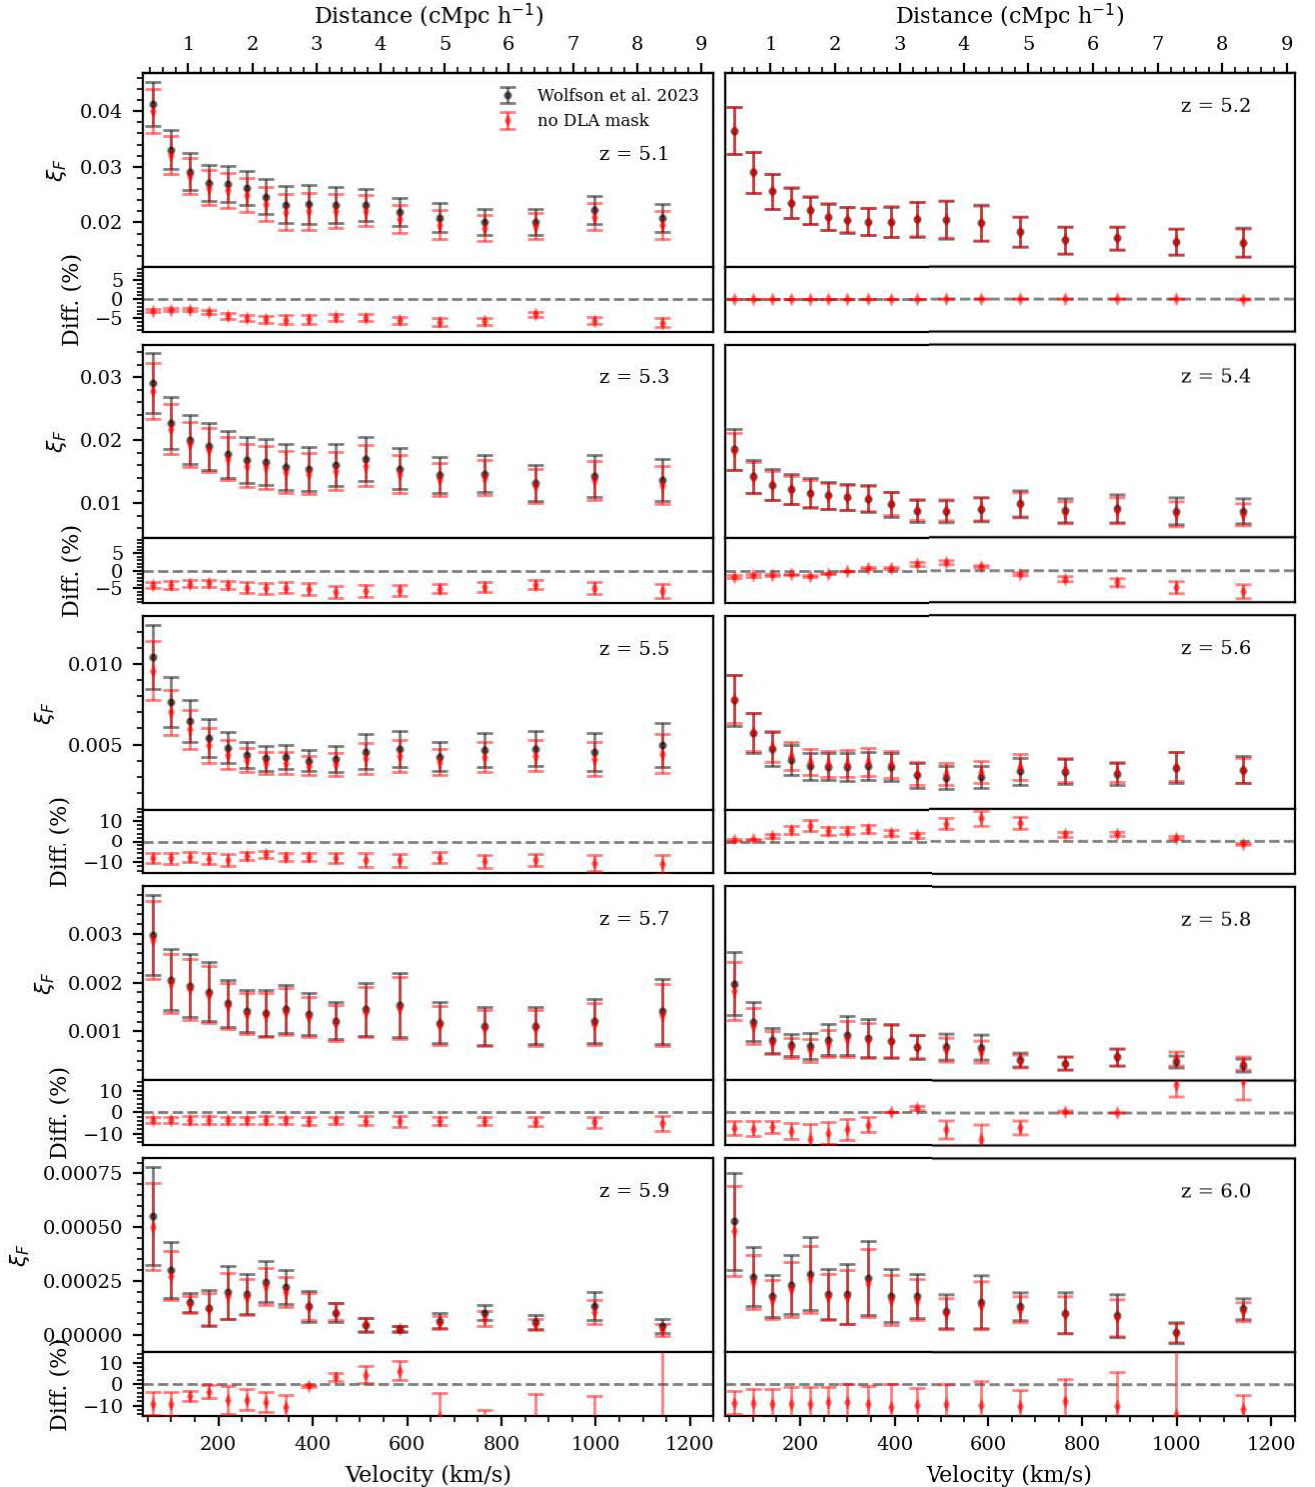 Distance (cMpc h⁻¹) Distance (cMpc h⁻¹)
1 2 3 4 5 6 7 8 9 1 2 3 4 5 6 7 8 9
Wolfson et al. 2023
no DLA mask
z = 5.1
z = 5.2
0.04
0.03
0.02
ξF
5
0
−5
Diff. (%)
z = 5.3
z = 5.4
0.03
0.02
0.01
ξF
5
0
−5
Diff. (%)
z = 5.5
z = 5.6
0.010
0.005
ξF
10
0
−10
Diff. (%)
z = 5.7
z = 5.8
0.003
0.002
0.001
ξF
10
0
−10
Diff. (%)
z = 5.9
z = 6.0
0.00075
0.00050
0.00025
0.00000
ξF
10
0
−10
Diff. (%)
200 400 600 800 1000 1200 200 400 600 800 1000 1200
Velocity (km/s) Velocity (km/s)